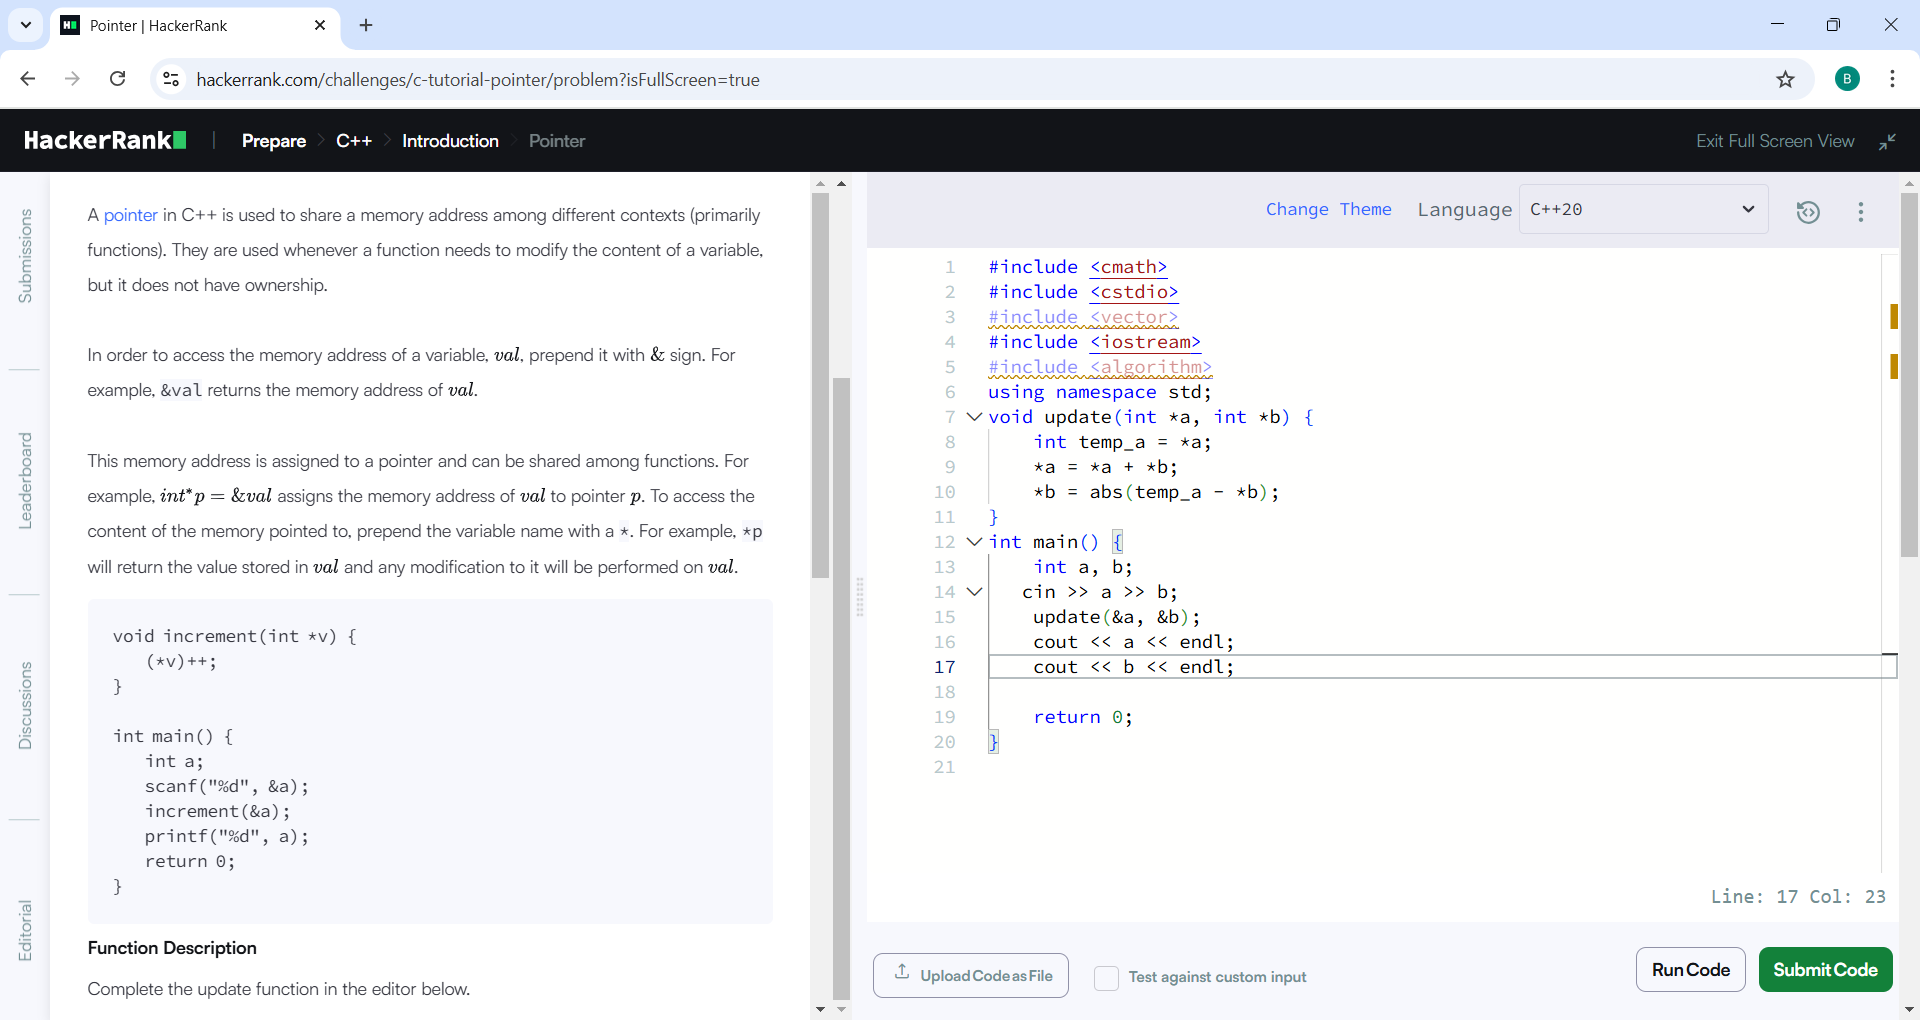 Pointer | HackerRank
hackerrank.com/challenges/c-tutorial-pointer/problem?isFullScreen=true
B
HackerRank
Prepare
C++
Introduction
Pointer
Exit Full Screen View
Submissions
Leaderboard
Discussions
Editorial
A pointer in C++ is used to share a memory address among different contexts (primarily
functions). They are used whenever a function needs to modify the content of a variable,
but it does not have ownership.
In order to access the memory address of a variable, val, prepend it with & sign. For
example, &val returns the memory address of val.
This memory address is assigned to a pointer and can be shared among functions. For
example, int* p = &val assigns the memory address of val to pointer p. To access the
content of the memory pointed to, prepend the variable name with a *. For example, *p
will return the value stored in val and any modification to it will be performed on val.
void increment(int *v) {
(*v)++;
}
int main() {
int a;
scanf("%d", &a);
increment(&a);
printf("%d", a);
return 0;
}
Function Description
Complete the update function in the editor below.
Change Theme
Language
C++20
1 #include <cmath>
2 #include <cstdio>
3 #include <vector>
4 #include <iostream>
5 #include <algorithm>
6 using namespace std;
7 void update(int *a, int *b) {
8 int temp_a = *a;
9 *a = *a + *b;
10 *b = abs(temp_a - *b);
11 }
12 int main() {
13 int a, b;
14 cin >> a >> b;
15 update(&a, &b);
16 cout << a << endl;
17 cout << b << endl;
18
19 return 0;
20 }
21
Line: 17 Col: 23
Upload Code as File
Test against custom input
Run Code
Submit Code